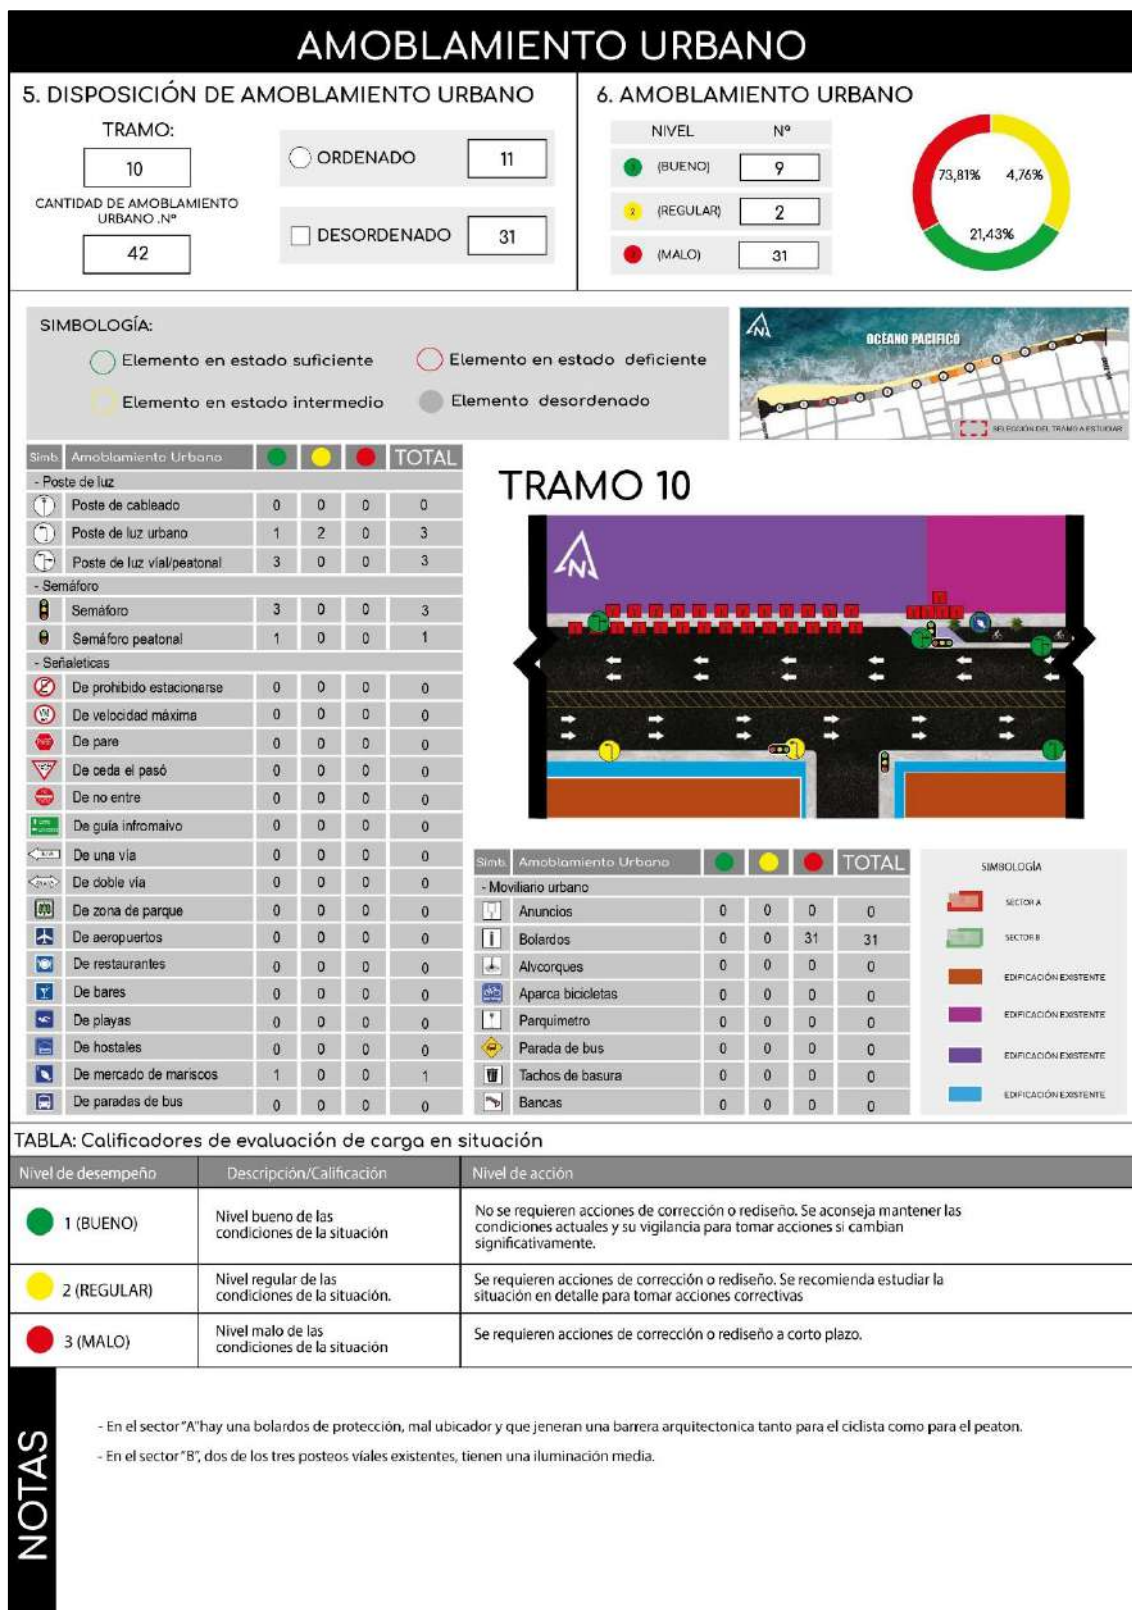 AMOBLAMIENTO URBANO
5. DISPOSICIÓN DE AMOBLAMIENTO URBANO
TRAMO:
10
CANTIDAD DE AMOBLAMIENTO
URBANO .Nº
42
ORDENADO 11
DESORDENADO 31
6. AMOBLAMIENTO URBANO
NIVEL Nº
(BUENO) 9
2 (REGULAR) 2
(MALO) 31
73,81% 4,76%
21,43%
SIMBOLOGÍA:
Elemento en estado suficiente
Elemento en estado deficiente
Elemento en estado intermedio
Elemento desordenado
N
OCÉANO PACIFICO
SELECCIÓN DEL TRAMO A ESTUDIAR
Simb. Amoblamiento Urbano TOTAL
- Poste de luz
Poste de cableado 0 0 0 0
Poste de luz urbano 1 2 0 3
Poste de luz vial/peatonal 3 0 0 3
- Semáforo
Semáforo 3 0 0 3
Semáforo peatonal 1 0 0 1
- Señaleticas
De prohibido estacionarse 0 0 0 0
De velocidad máxima 0 0 0 0
De pare 0 0 0 0
De ceda el pasó 0 0 0 0
De no entre 0 0 0 0
De guía infromaivo 0 0 0 0
De una vía 0 0 0 0
De doble vía 0 0 0 0
De zona de parque 0 0 0 0
De aeropuertos 0 0 0 0
De restaurantes 0 0 0 0
De bares 0 0 0 0
De playas 0 0 0 0
De hostales 0 0 0 0
De mercado de mariscos 1 0 0 1
De paradas de bus 0 0 0 0
TRAMO 10
N
Simb. Amoblamiento Urbano TOTAL
- Moviliario urbano
Anuncios 0 0 0 0
Bolardos 0 0 31 31
Alvcorques 0 0 0 0
Aparca bicicletas 0 0 0 0
Parquimetro 0 0 0 0
Parada de bus 0 0 0 0
Tachos de basura 0 0 0 0
Bancas 0 0 0 0
SIMBOLOGÍA
SECTOR A
SECTOR B
EDIFICACIÓN EXISTENTE
EDIFICACIÓN EXISTENTE
EDIFICACIÓN EXISTENTE
EDIFICACIÓN EXISTENTE
TABLA: Calificadores de evaluación de carga en situación
Nivel de desempeño Descripción/Calificación Nivel de acción
1 (BUENO)
Nivel bueno de las
condiciones de la situación
No se requieren acciones de corrección o rediseño. Se aconseja mantener las
condiciones actuales y su vigilancia para tomar acciones si cambian
significativamente.
2 (REGULAR)
Nivel regular de las
condiciones de la situación.
Se requieren acciones de corrección o rediseño. Se recomienda estudiar la
situación en detalle para tomar acciones correctivas
3 (MALO)
Nivel malo de las
condiciones de la situación
Se requieren acciones de corrección o rediseño a corto plazo.
NOTAS
- En el sector "A"hay una bolardos de protección, mal ubicador y que jeneran una barrera arquitectonica tanto para el ciclista como para el peaton.
- En el sector "B", dos de los tres posteos víales existentes, tienen una iluminación media.